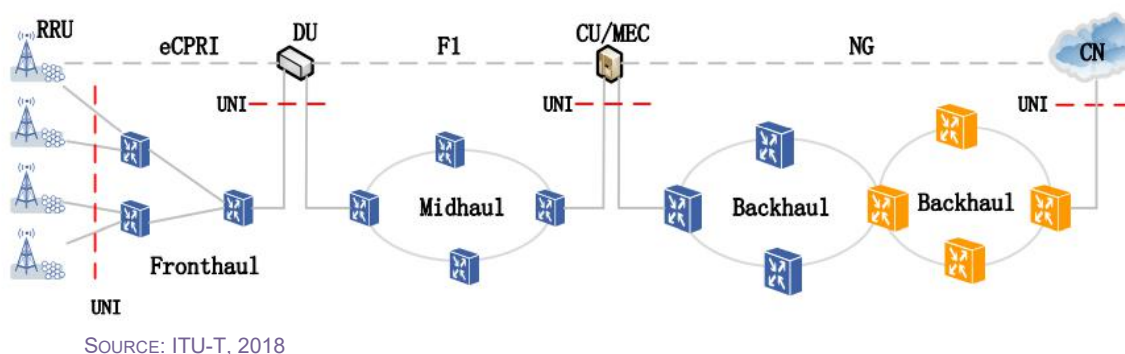 RRU
eCPRI
DU
F1
CU/MEC
NG
CN
UNI
UNI
UNI
Midhaul
Backhaul
Backhaul
Fronthaul
UNI
SOURCE: ITU-T, 2018